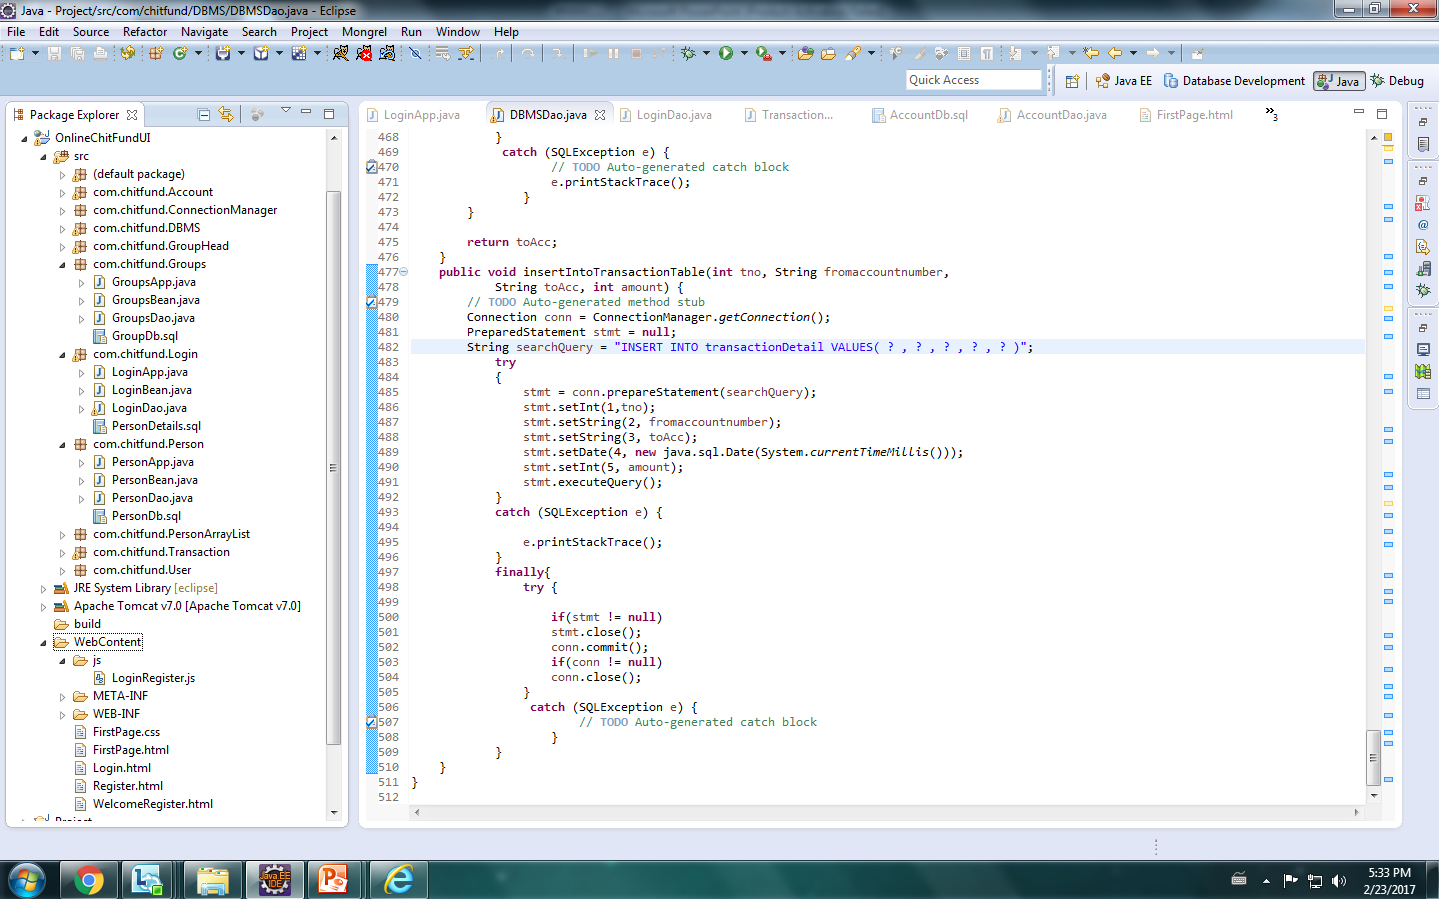 Java - Project/src/com/chitfund/DBMS/DBMSDao.java - Eclipse
File Edit Source Refactor Navigate Search Project Mongrel Run Window Help
Quick Access
Java EE
Database Development
Java
Debug
Package Explorer
OnlineChitFundUI
src
(default package)
com.chitfund.Account
com.chitfund.ConnectionManager
com.chitfund.DBMS
com.chitfund.GroupHead
com.chitfund.Groups
GroupsApp.java
GroupsBean.java
GroupsDao.java
GroupDb.sql
com.chitfund.Login
LoginApp.java
LoginBean.java
LoginDao.java
PersonDetails.sql
com.chitfund.Person
PersonApp.java
PersonBean.java
PersonDao.java
PersonDb.sql
com.chitfund.PersonArrayList
com.chitfund.Transaction
com.chitfund.User
JRE System Library [eclipse]
Apache Tomcat v7.0 [Apache Tomcat v7.0]
build
WebContent
js
LoginRegister.js
META-INF
WEB-INF
FirstPage.css
FirstPage.html
Login.html
Register.html
WelcomeRegister.html
LoginApp.java DBMSDao.java LoginDao.java Transaction... AccountDb.sql AccountDao.java FirstPage.html »3
468 }
469 catch (SQLException e) {
470 // TODO Auto-generated catch block
471 e.printStackTrace();
472 }
473 }
474
475 return toAcc;
476 }
477 public void insertIntoTransactionTable(int tno, String fromaccountnumber,
478 String toAcc, int amount) {
479 // TODO Auto-generated method stub
480 Connection conn = ConnectionManager.getConnection();
481 PreparedStatement stmt = null;
482 String searchQuery = "INSERT INTO transactionDetail VALUES( ? , ? , ? , ? , ? )";
483 try
484 {
485 stmt = conn.prepareStatement(searchQuery);
486 stmt.setInt(1,tno);
487 stmt.setString(2, fromaccountnumber);
488 stmt.setString(3, toAcc);
489 stmt.setDate(4, new java.sql.Date(System.currentTimeMillis()));
490 stmt.setInt(5, amount);
491 stmt.executeQuery();
492 }
493 catch (SQLException e) {
494
495 e.printStackTrace();
496 }
497 finally{
498 try {
499
500 if(stmt != null)
501 stmt.close();
502 conn.commit();
503 if(conn != null)
504 conn.close();
505 }
506 catch (SQLException e) {
507 // TODO Auto-generated catch block
508 }
509 }
510 }
511 }
512
Java EE
IDE
5:33 PM
2/23/2017